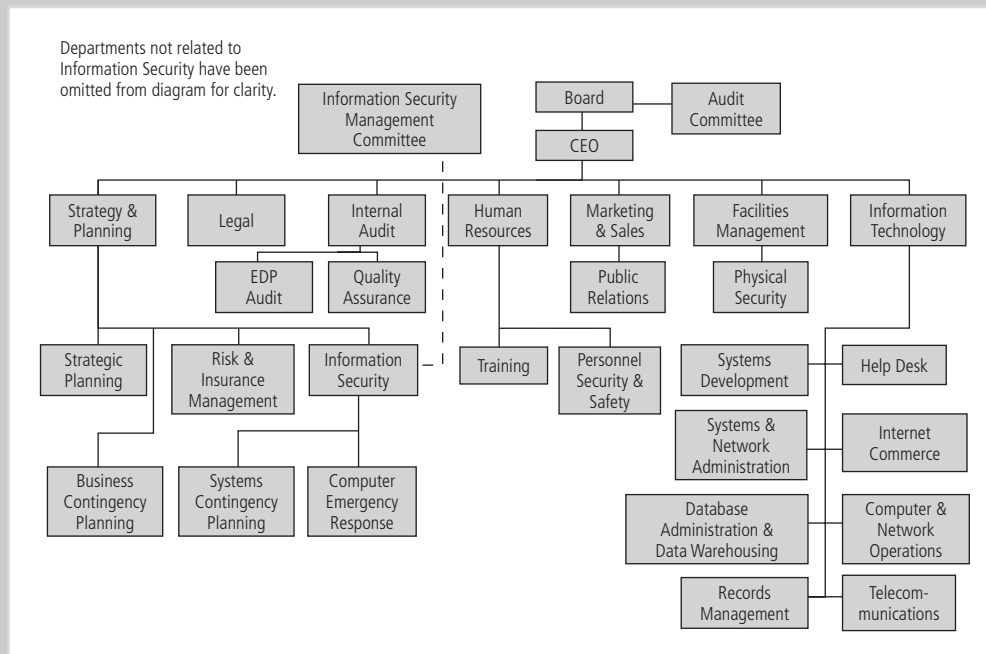 Departments not related to
Information Security have been
omitted from diagram for clarity.
Information Security
Management
Committee
Board
Audit
Committee
CEO
Strategy &
Planning
Legal
Internal
Audit
Human
Resources
Marketing
& Sales
Facilities
Management
Information
Technology
EDP
Audit
Quality
Assurance
Public
Relations
Physical
Security
Strategic
Planning
Risk &
Insurance
Management
Information
Security
Training
Personnel
Security &
Safety
Systems
Development
Help Desk
Systems &
Network
Administration
Internet
Commerce
Business
Contingency
Planning
Systems
Contingency
Planning
Computer
Emergency
Response
Database
Administration &
Data Warehousing
Computer &
Network
Operations
Records
Management
Telecom-
munications